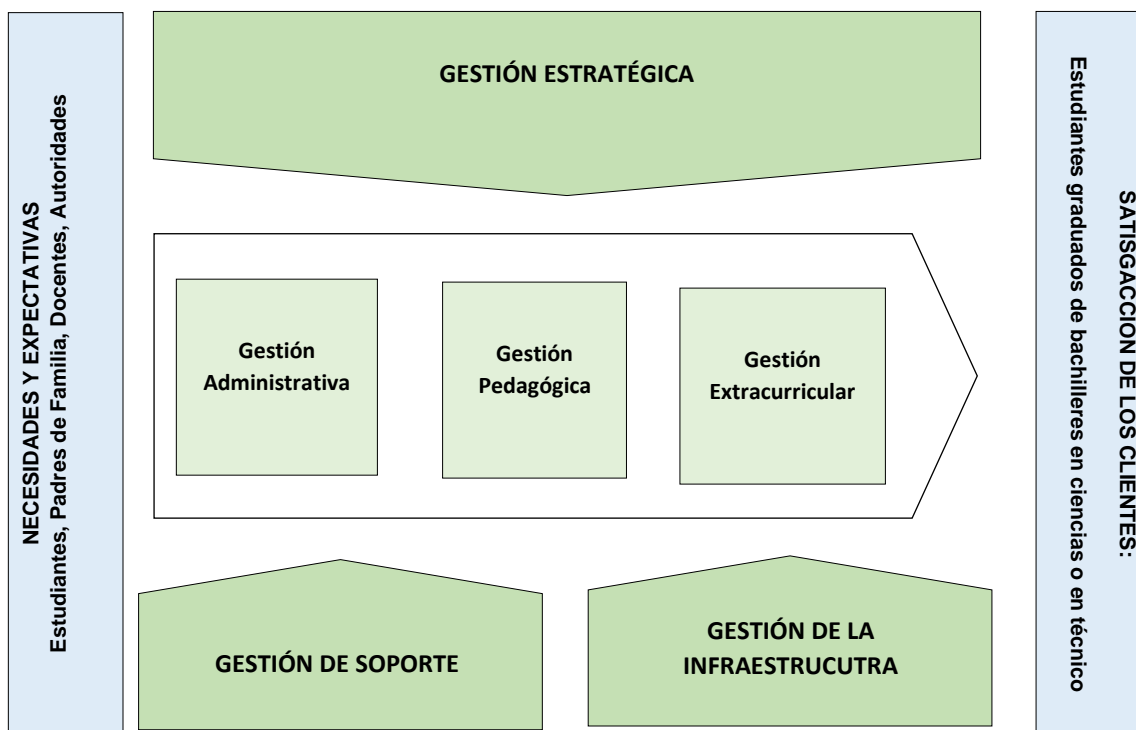 NECESIDADES Y EXPECTATIVAS
Estudiantes, Padres de Familia, Docentes, Autoridades
GESTIÓN ESTRATÉGICA
Gestión
Administrativa
Gestión
Pedagógica
Gestión
Extracurricular
GESTIÓN DE SOPORTE
GESTIÓN DE LA
INFRAESTRUCUTRA
SATISGACCION DE LOS CLIENTES:
Estudiantes graduados de bachilleres en ciencias o en técnico